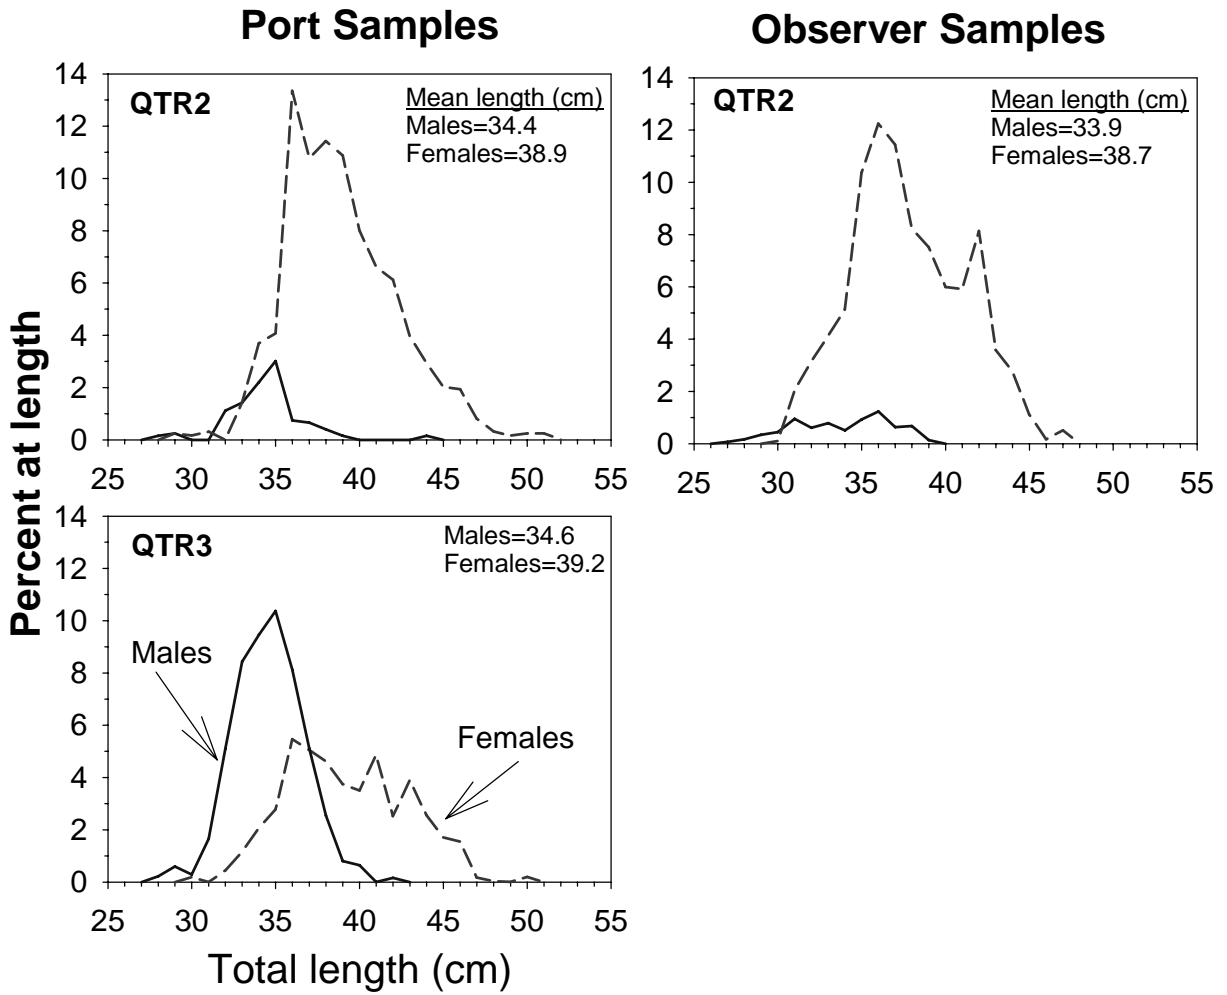 Port Samples
Observer Samples
QTR2
Mean length (cm)
Males=34.4
Females=38.9
14
12
10
8
6
4
2
0
25 30 35 40 45 50 55
QTR2
Mean length (cm)
Males=33.9
Females=38.7
14
12
10
8
6
4
2
0
25 30 35 40 45 50 55
Percent at length
QTR3
Males=34.6
Females=39.2
Males
Females
14
12
10
8
6
4
2
0
25 30 35 40 45 50 55
Total length (cm)